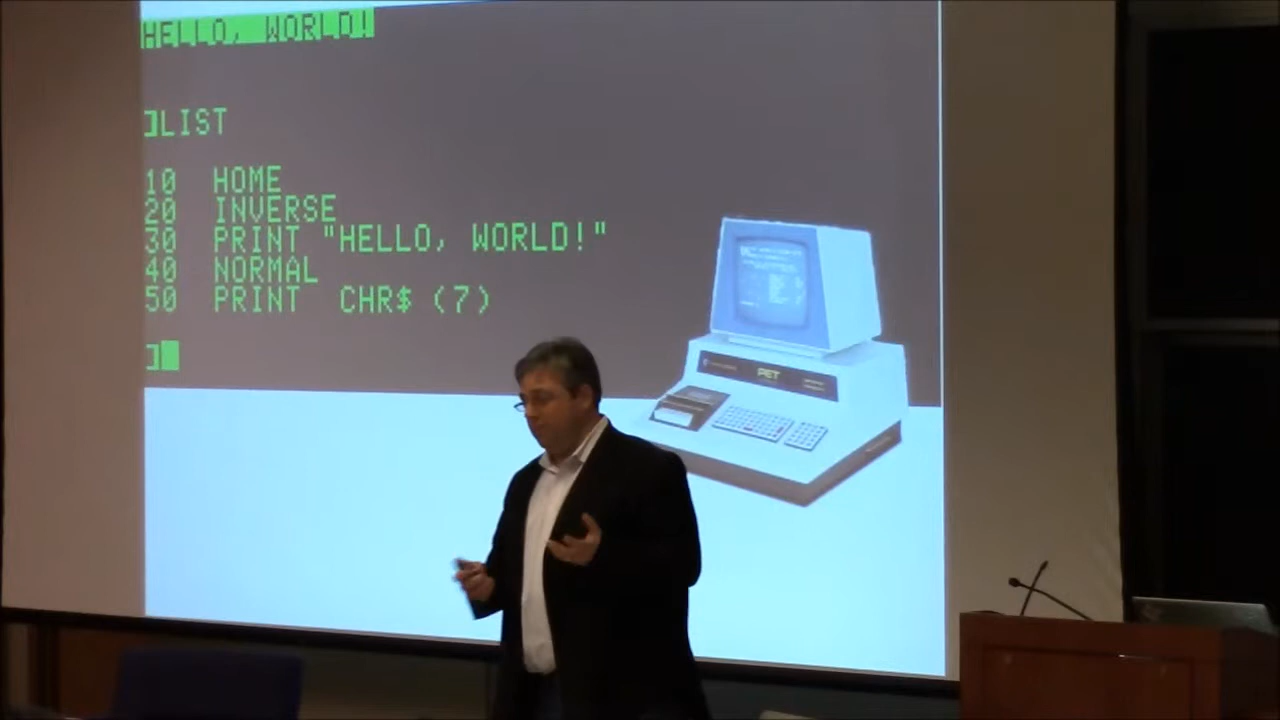 HELLO, WORLD!
]LIST
10 HOME
20 INVERSE
30 PRINT "HELLO, WORLD!"
40 NORMAL
50 PRINT CHR$ (7)
]
PET